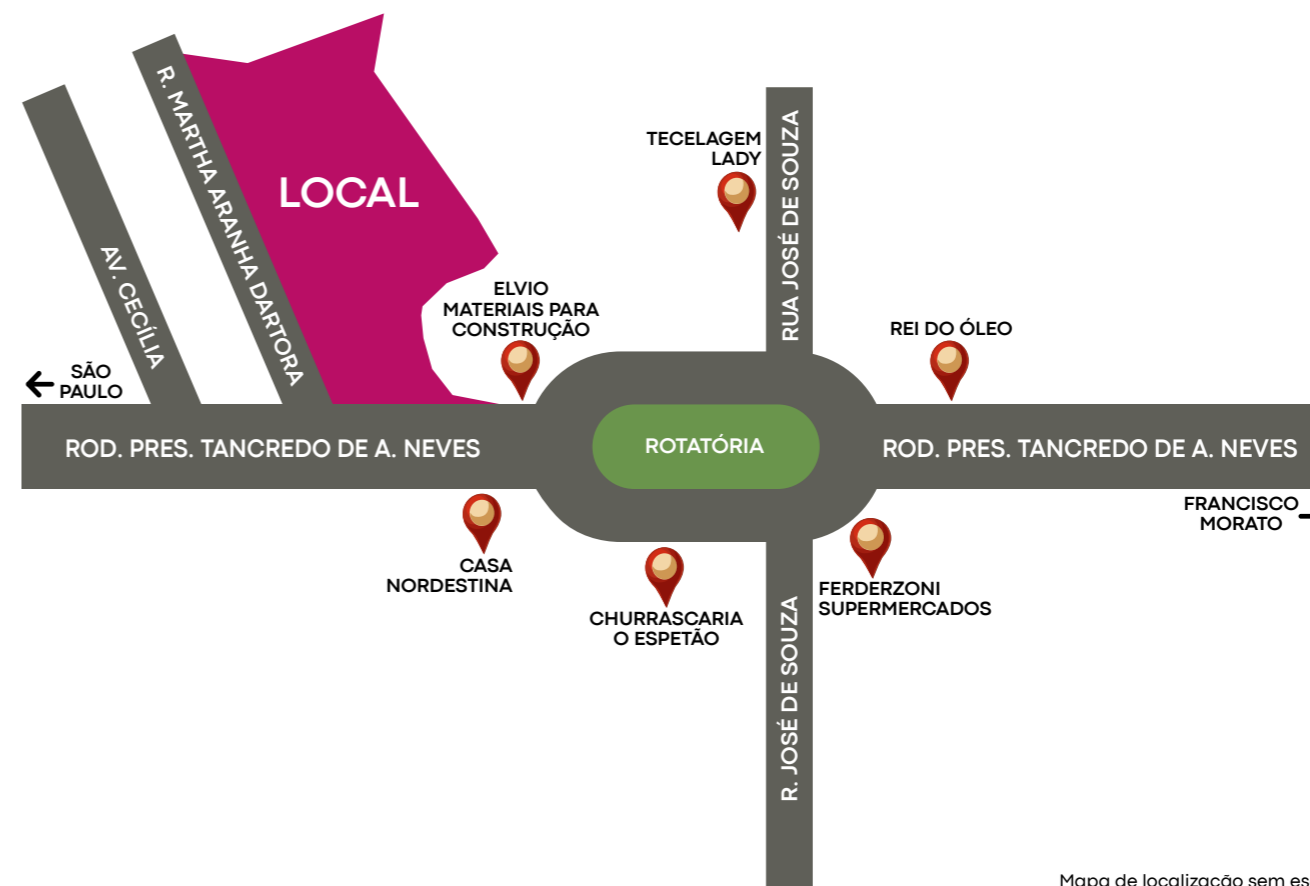 R. MARTHA ARANHA DARTORA
TECELAGEM
LADY
RUA JOSÉ DE SOUZA
LOCAL
AV. CECÍLIA
ELVIO
MATERIAIS PARA
CONSTRUÇÃO
REI DO ÓLEO
SÃO
PAULO
ROD. PRES. TANCREDO DE A. NEVES
ROTATÓRIA
ROD. PRES. TANCREDO DE A. NEVES
FRANCISCO
MORATO
CASA
NORDESTINA
CHURRASCARIA
O ESPETÃO
FERDERZONI
SUPERMERCADOS
R. JOSÉ DE SOUZA
Mapa de localização sem es